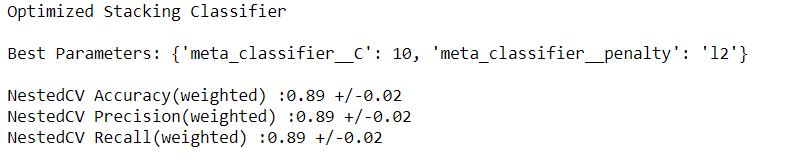 Optimized Stacking Classifier
Best Parameters: {'meta_classifier__C': 10, 'meta_classifier__penalty': 'l2'}
NestedCV Accuracy(weighted) :0.89 +/-0.02
NestedCV Precision(weighted) :0.89 +/-0.02
NestedCV Recall(weighted) :0.89 +/-0.02